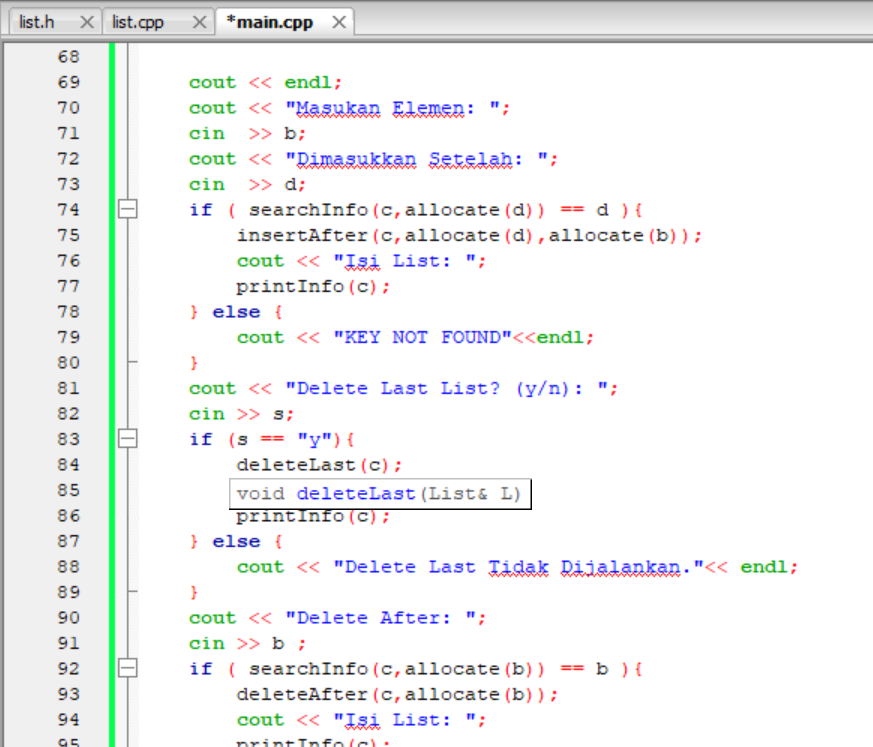 list.h list.cpp *main.cpp
68
69 cout << endl;
70 cout << "Masukan Elemen: ";
71 cin  >> b;
72 cout << "Dimasukkan Setelah: ";
73 cin  >> d;
74 if ( searchInfo(c,allocate(d)) == d ){
75     insertAfter(c,allocate(d),allocate(b));
76     cout << "Isi List: ";
77     printInfo(c);
78 } else {
79     cout << "KEY NOT FOUND"<<endl;
80 }
81 cout << "Delete Last List? (y/n): ";
82 cin >> s;
83 if (s == "y"){
84     deleteLast(c);
85     void deleteLast(List& L)
86     printInfo(c);
87 } else {
88     cout << "Delete Last Tidak Dijalankan."<< endl;
89 }
90 cout << "Delete After: ";
91 cin >> b ;
92 if ( searchInfo(c,allocate(b)) == b ){
93     deleteAfter(c,allocate(b));
94     cout << "Isi List: ";
95     printInfo(c);